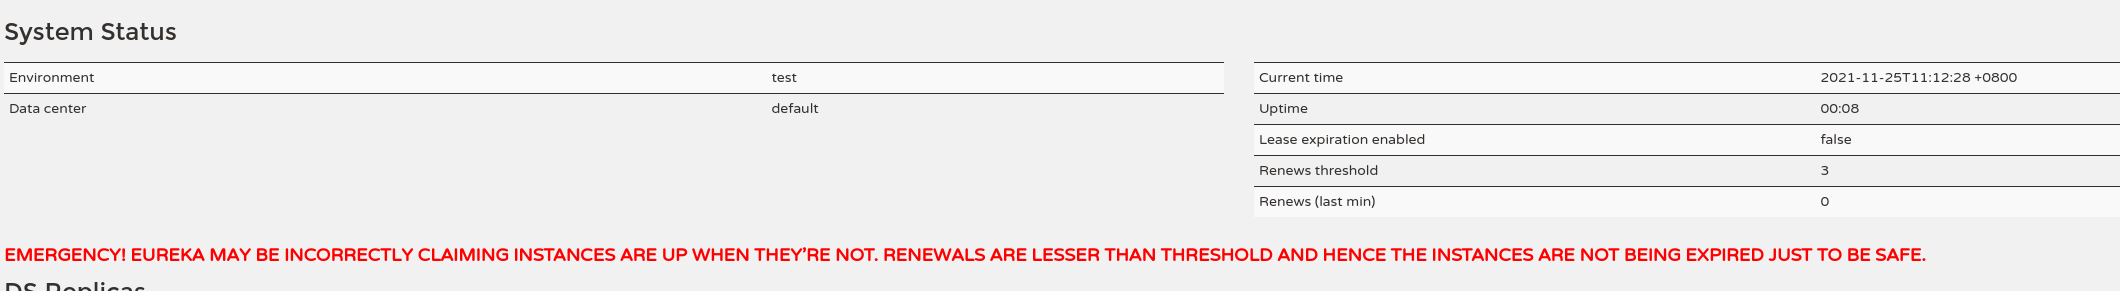 System Status
Environment test
Data center default
Current time 2021-11-25T11:12:28 +0800
Uptime 00:08
Lease expiration enabled false
Renews threshold 3
Renews (last min) 0
EMERGENCY! EUREKA MAY BE INCORRECTLY CLAIMING INSTANCES ARE UP WHEN THEY'RE NOT. RENEWALS ARE LESSER THAN THRESHOLD AND HENCE THE INSTANCES ARE NOT BEING EXPIRED JUST TO BE SAFE.
DS Replicas